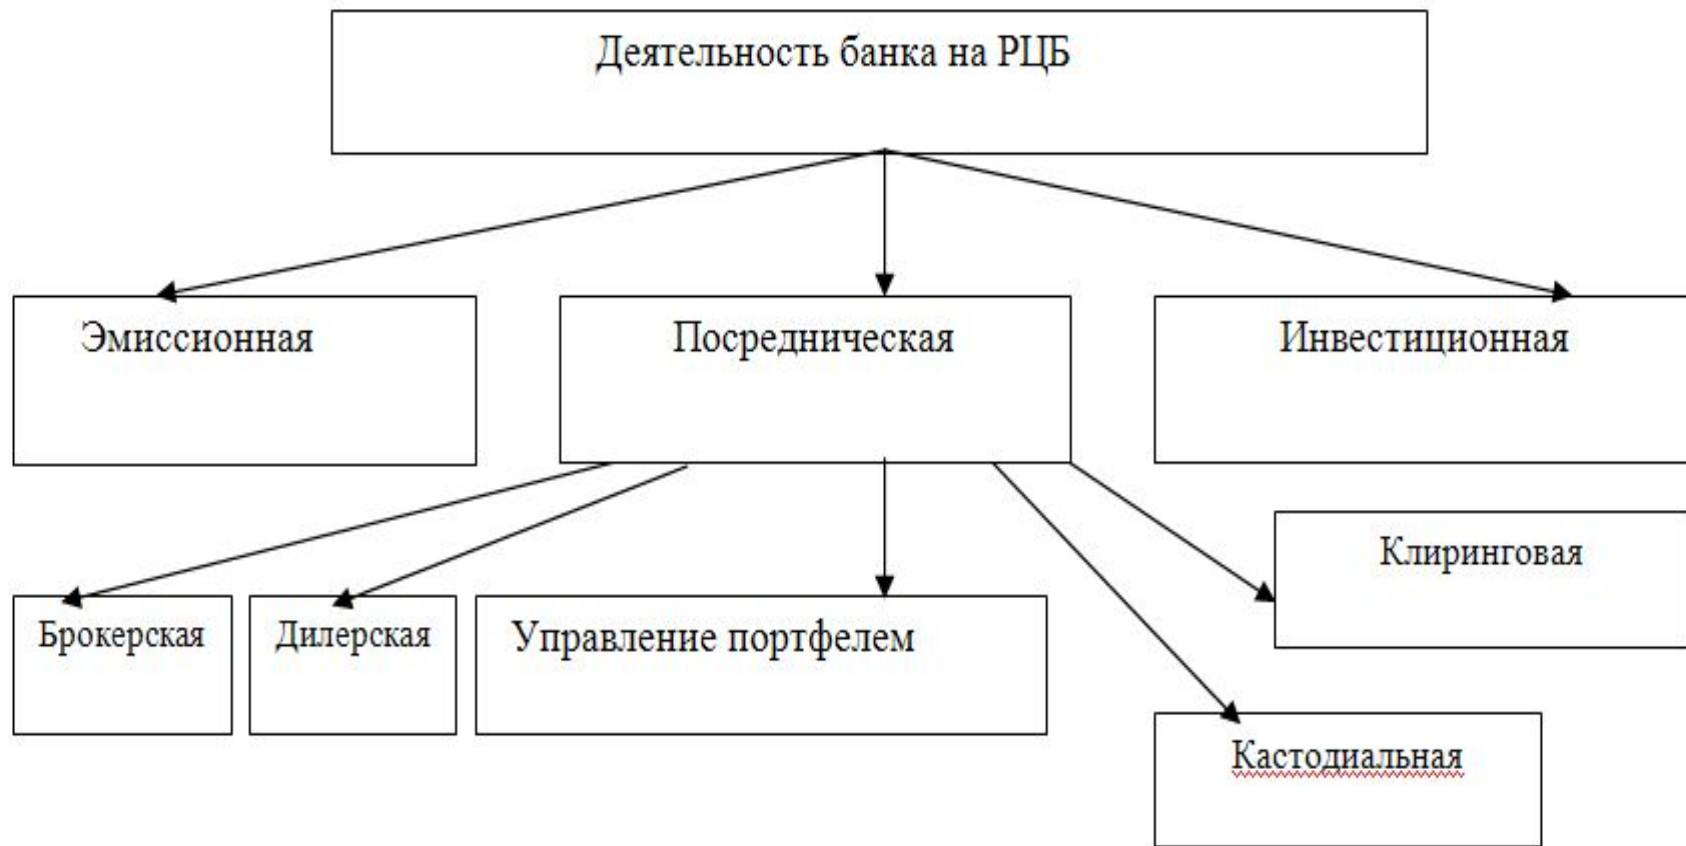 Деятельность банка на РЦБ
Эмиссионная
Посредническая
Инвестиционная
Клиринговая
Брокерская
Дилерская
Управление портфелем
Кастодиальная